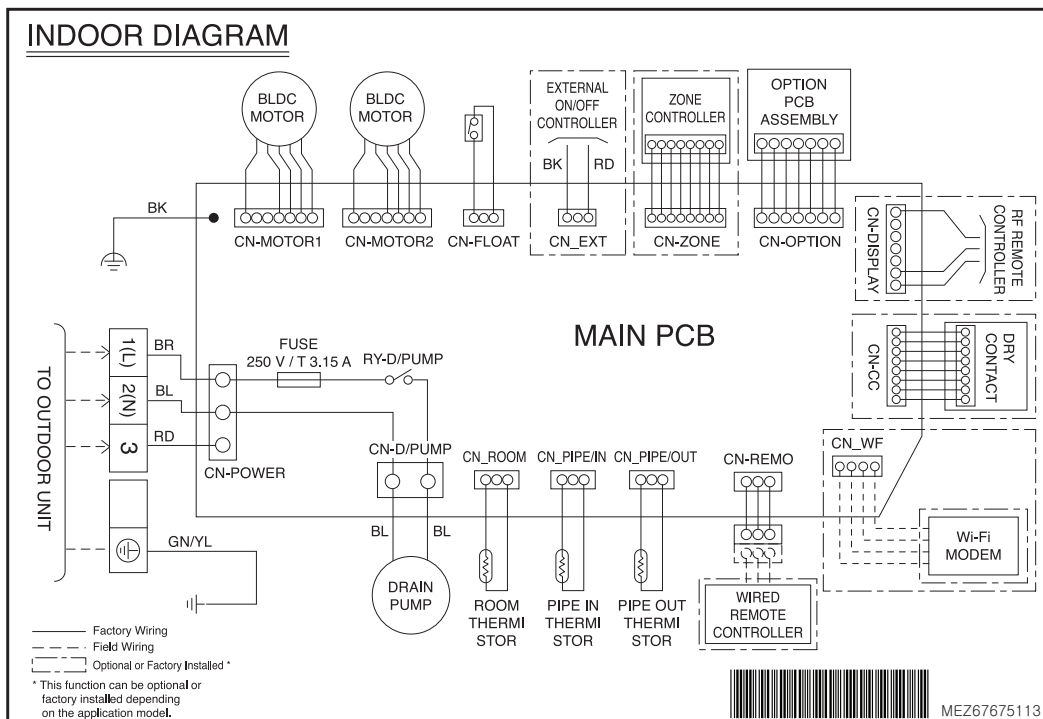 INDOOR DIAGRAM
BLDC
MOTOR
BLDC
MOTOR
EXTERNAL
ON/OFF
CONTROLLER
BK
RD
ZONE
CONTROLLER
OPTION
PCB
ASSEMBLY
BK
CN-MOTOR1
CN-MOTOR2
CN-FLOAT
CN_EXT
CN-ZONE
CN-OPTION
CN-DISPLAY
RF REMOTE
CONTROLLER
MAIN PCB
CN-CC
DRY
CONTACT
TO OUTDOOR UNIT
1(L)
2(N)
3
BR
BL
RD
GN/YL
CN-POWER
FUSE
250 V / T 3.15 A
RY-D/PUMP
CN-D/PUMP
BL
BL
DRAIN
PUMP
CN_ROOM
CN_PIPE/IN
CN_PIPE/OUT
ROOM
THERMI
STOR
PIPE IN
THERMI
STOR
PIPE OUT
THERMI
STOR
CN-REMO
WIRED
REMOTE
CONTROLLER
CN_WF
Wi-Fi
MODEM
Factory Wiring
Field Wiring
Optional or Factory Installed *
* This function can be optional or
factory installed depending
on the application model.
MEZ67675113